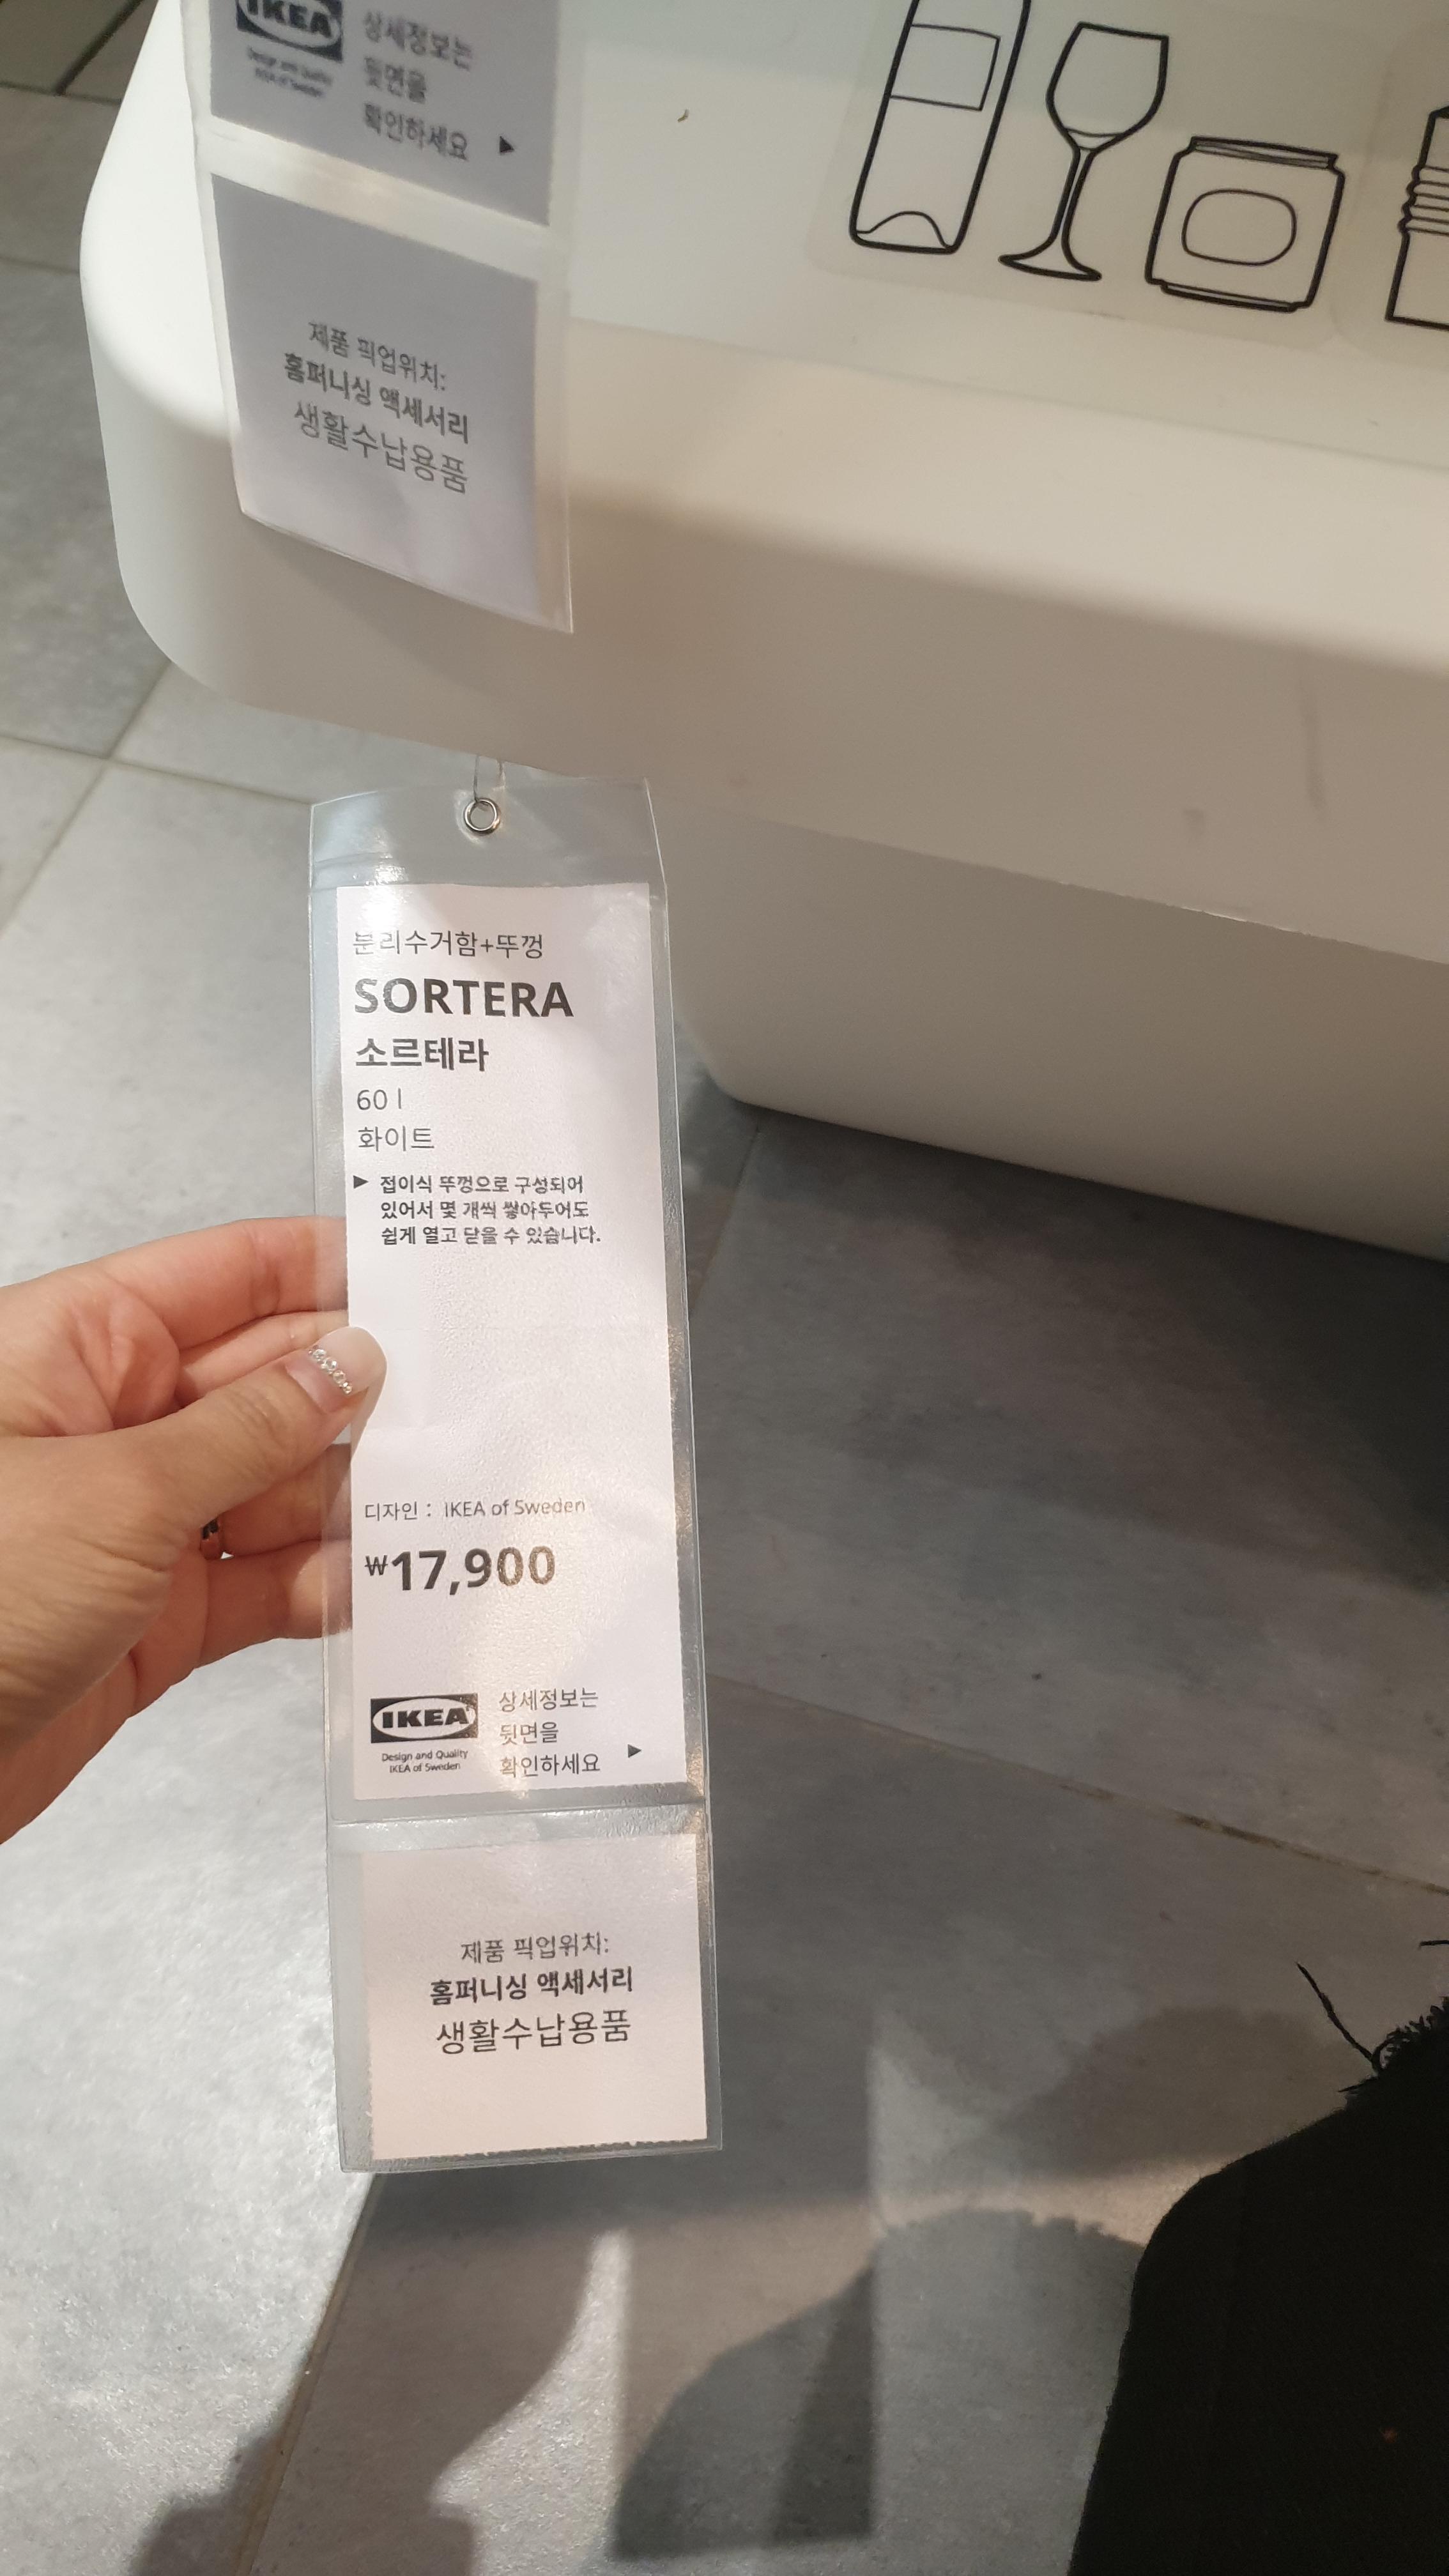 IKEA
Design and Quality
IKEA of Sweden
상세정보는
뒷면을
확인하세요
제품 픽업위치:
홈퍼니싱 액세서리
생활수납용품
분리수거함+뚜껑
SORTERA
소르테라
60 l
화이트
접이식 뚜껑으로 구성되어
있어서 몇 개씩 쌓아두어도
쉽게 열고 닫을 수 있습니다.
디자인 : IKEA of Sweden
₩17,900
IKEA
Design and Quality
IKEA of Sweden
상세정보는
뒷면을
확인하세요
제품 픽업위치:
홈퍼니싱 액세서리
생활수납용품